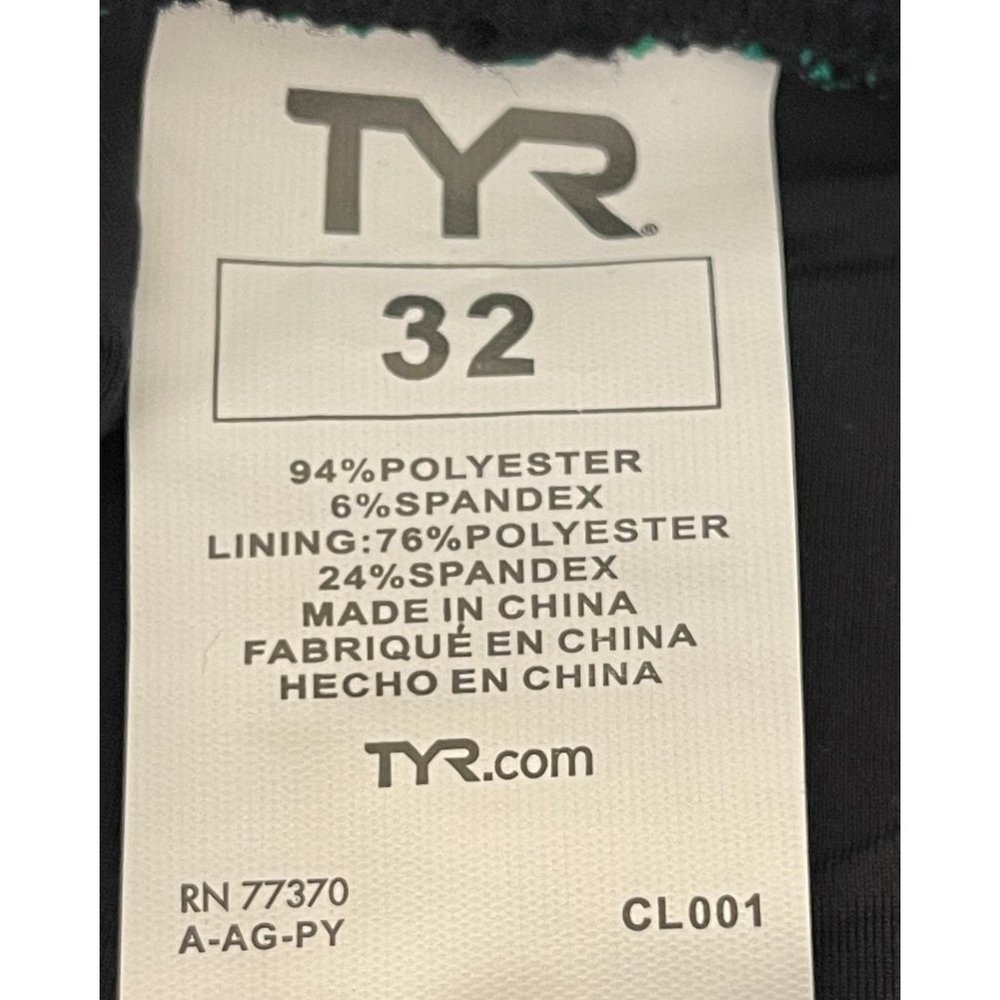 TYR®
32
94%POLYESTER
6%SPANDEX
LINING:76%POLYESTER
24%SPANDEX
MADE IN CHINA
FABRIQUÉ EN CHINA
HECHO EN CHINA
TYR.com
RN 77370
A-AG-PY
CL001